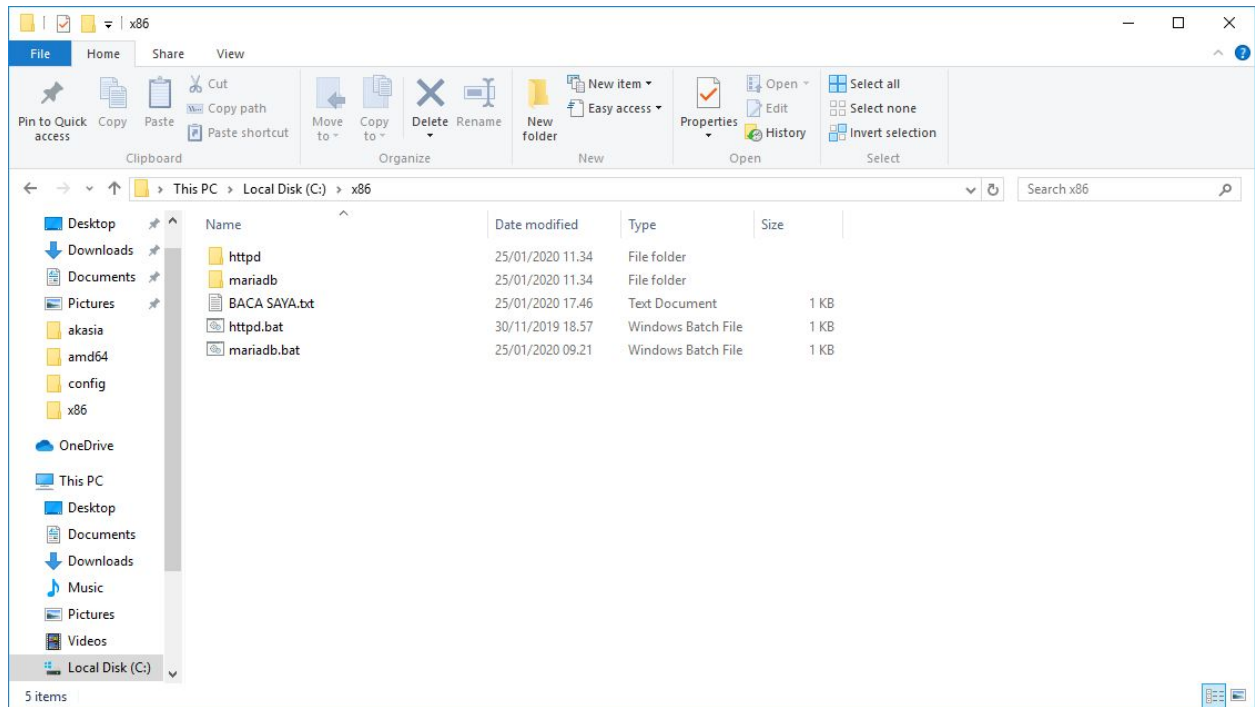 x86
File Home Share View
Pin to Quick access
Copy
Paste
Cut
Copy path
Paste shortcut
Clipboard
Move to
Copy to
Delete
Rename
Organize
New folder
New item
Easy access
New
Properties
Open
Edit
History
Open
Select all
Select none
Invert selection
Select
This PC > Local Disk (C:) > x86
Search x86
Desktop
Downloads
Documents
Pictures
akasia
amd64
config
x86
OneDrive
This PC
Desktop
Documents
Downloads
Music
Pictures
Videos
Local Disk (C:)
Name Date modified Type Size
httpd 25/01/2020 11.34 File folder
mariadb 25/01/2020 11.34 File folder
BACA SAYA.txt 25/01/2020 17.46 Text Document 1 KB
httpd.bat 30/11/2019 18.57 Windows Batch File 1 KB
mariadb.bat 25/01/2020 09.21 Windows Batch File 1 KB
5 items